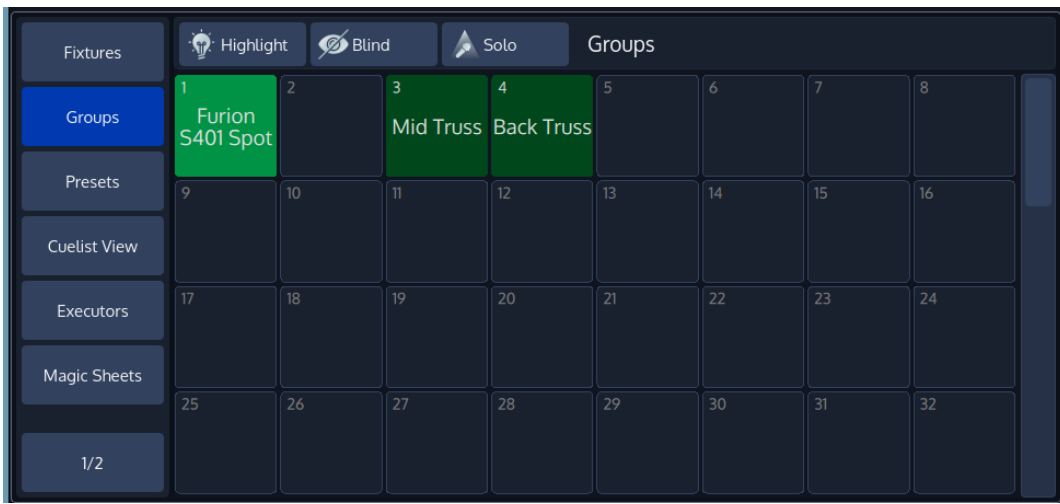 Fixtures
Groups
Presets
Cuelist View
Executors
Magic Sheets
1/2
Highlight
Blind
Solo
Groups
1
Furion
S401 Spot
2
3
Mid Truss
4
Back Truss
5
6
7
8
9
10
11
12
13
14
15
16
17
18
19
20
21
22
23
24
25
26
27
28
29
30
31
32